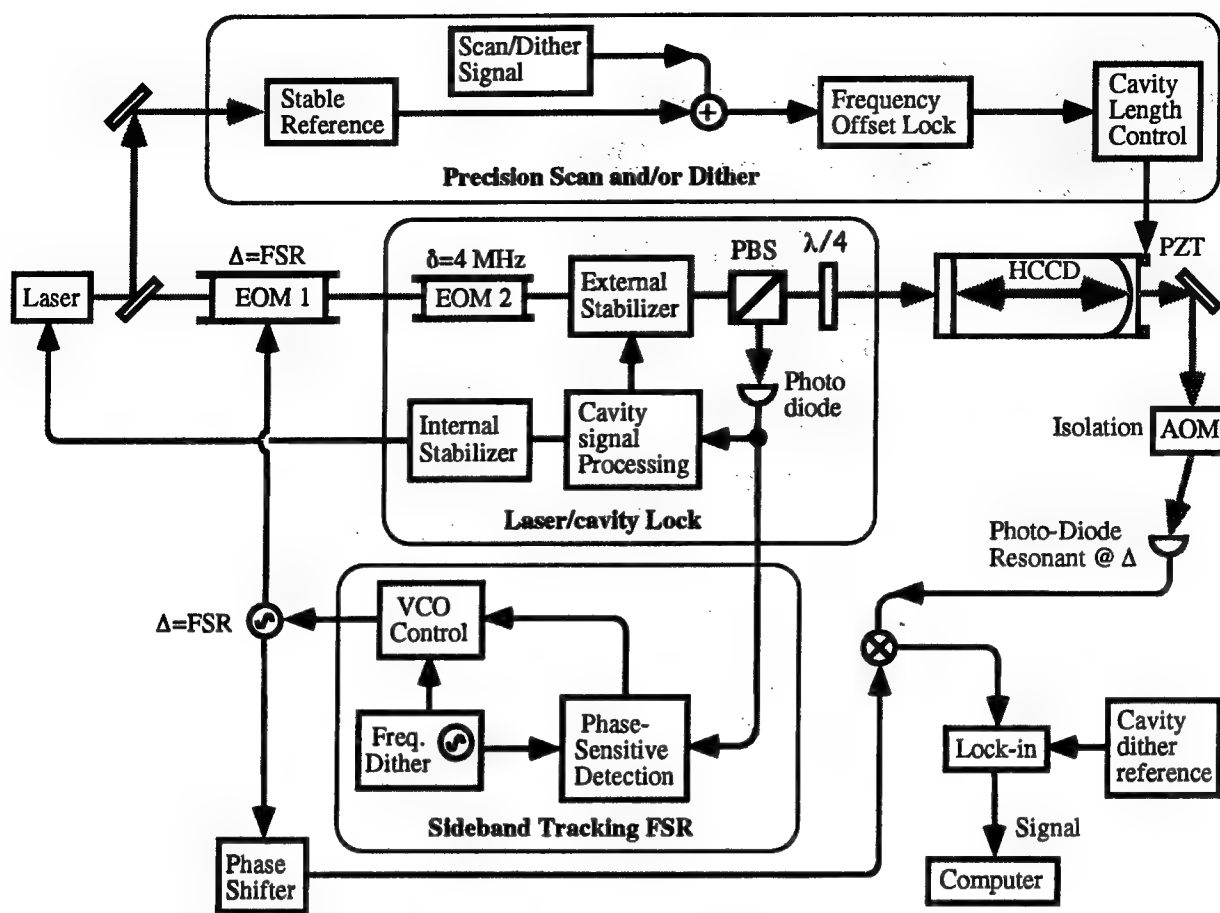 Scan/Dither
Signal
Stable
Reference
+
Frequency
Offset Lock
Cavity
Length
Control
Precision Scan and/or Dither
Δ=FSR
δ=4 MHz
PBS
λ/4
PZT
Laser
EOM 1
EOM 2
External
Stabilizer
HCCD
Photo
diode
Internal
Stabilizer
Cavity
signal
Processing
Isolation
AOM
Laser/cavity Lock
Photo-Diode
Resonant @ Δ
Δ=FSR
VCO
Control
Freq.
Dither
Phase-
Sensitive
Detection
Lock-in
Cavity
dither
reference
Sideband Tracking FSR
Signal
Phase
Shifter
Computer